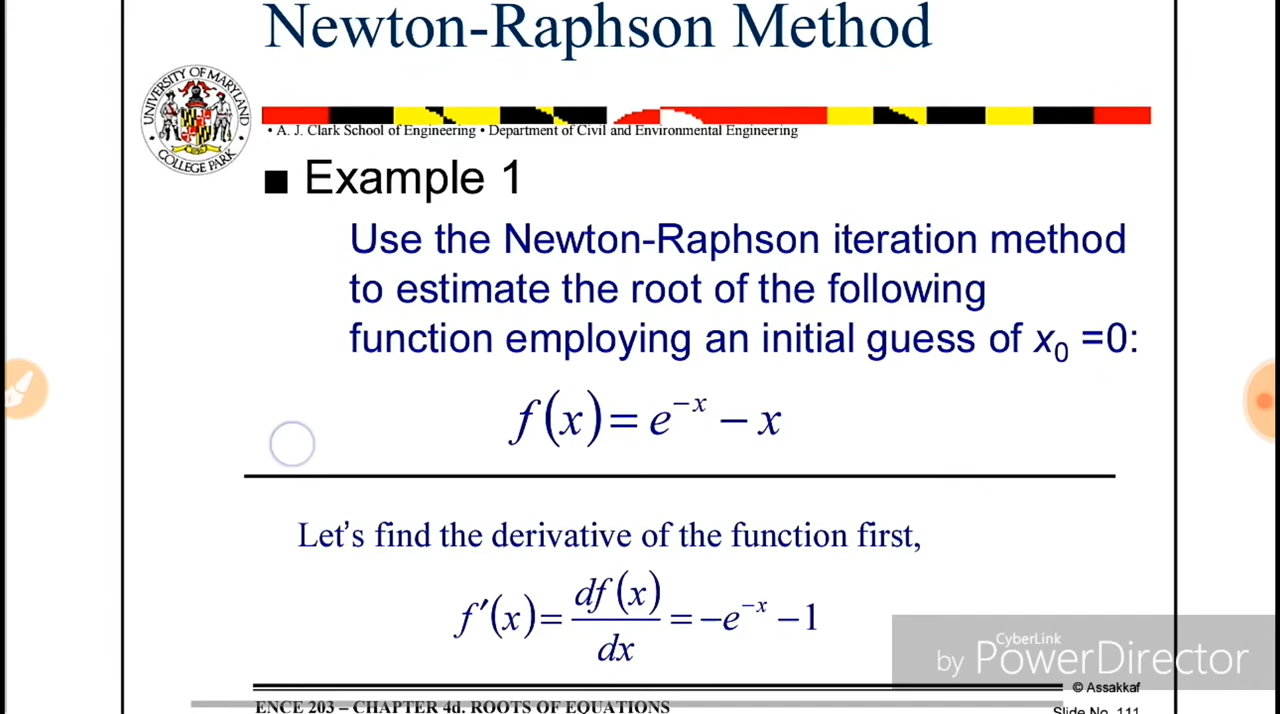 Newton-Raphson Method
UNIVERSITY OF MARYLAND
COLLEGE PARK
• A. J. Clark School of Engineering • Department of Civil and Environmental Engineering
■ Example 1
Use the Newton-Raphson iteration method
to estimate the root of the following
function employing an initial guess of x₀ =0:
f(x) = e⁻ˣ − x
Let's find the derivative of the function first,
f′(x) = df(x)/dx = −e⁻ˣ − 1
CyberLink
by PowerDirector
© Assakkaf
ENCE 203 – CHAPTER 4d. ROOTS OF EQUATIONS
Slide No. 111